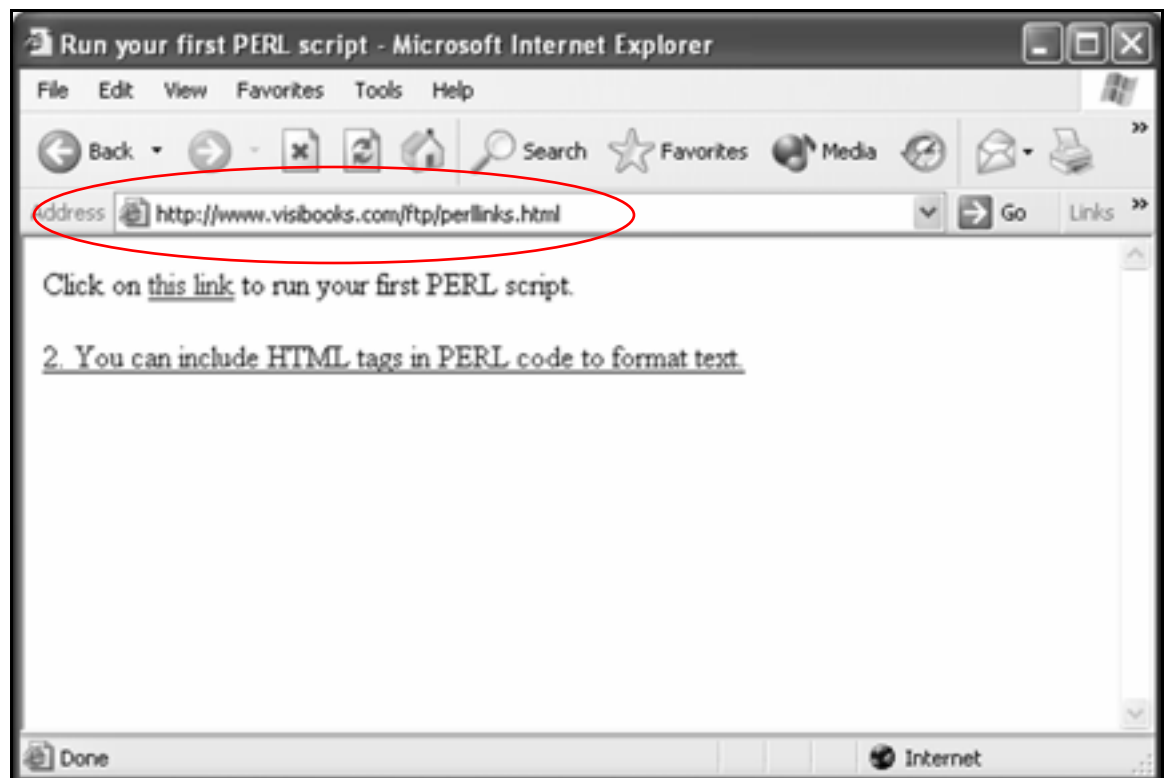 Run your first PERL script - Microsoft Internet Explorer
File Edit View Favorites Tools Help
Back Search Favorites Media »
Address http://www.visibooks.com/ftp/perllinks.html Go Links »
Click on this link to run your first PERL script.
2. You can include HTML tags in PERL code to format text.
Done Internet